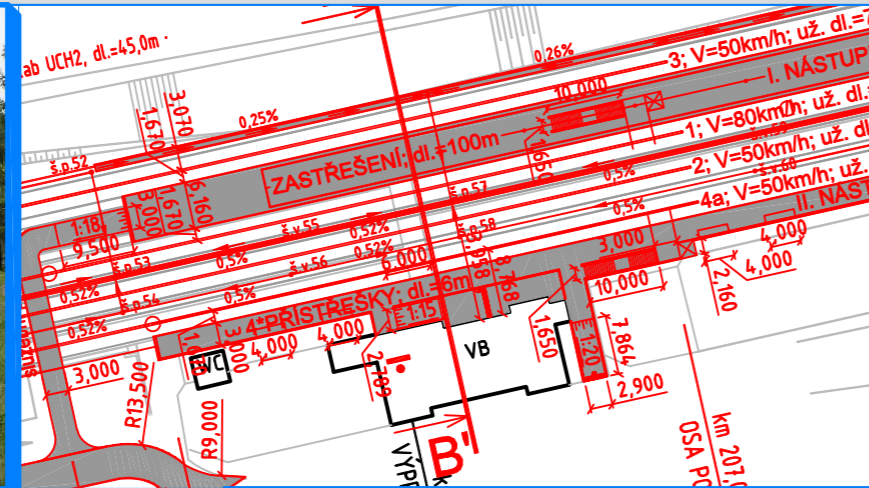 UCH2, dl.=45,0m
3,070
1,670
0,25%
0,26%
10,000
3; V=50km/h; už. dl.=
I. NÁSTUP
ZASTŘEŠENÍ; dl.=100m
1,650
1; V=80km/h; už. dl.=
2; V=50km/h; už. dl.
4a; V=50km/h; už.
II. NÁST
š.p.52
6,160
1,670
3,000
1:18
9,500
š.v.55
0,52%
š.p.57
0,5%
š.v.60
š.p.53
0,5%
š.v.56
0,52%
š.p.58
0,5%
0,52%
š.p.54
0,5%
6,000
8,768
3,000
4,000
4,000
2,160
0,52%
4*PŘÍSTŘEŠKY; dl.=6m
1:15
10,000
3,000
4,000
4,000
WC
VB
1,650
1:20
7,864
2,789
2,900
3,000
R13,500
R9,000
B'
km 207,
OSA